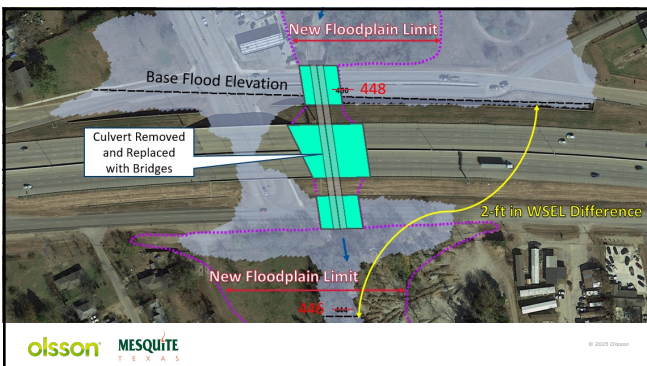 New Floodplain Limit
Base Flood Elevation
450 448
Culvert Removed
and Replaced
with Bridges
2-ft in WSEL Difference
New Floodplain Limit
446 444
olsson
MESQUITE
TEXAS
© 2025 Olsson